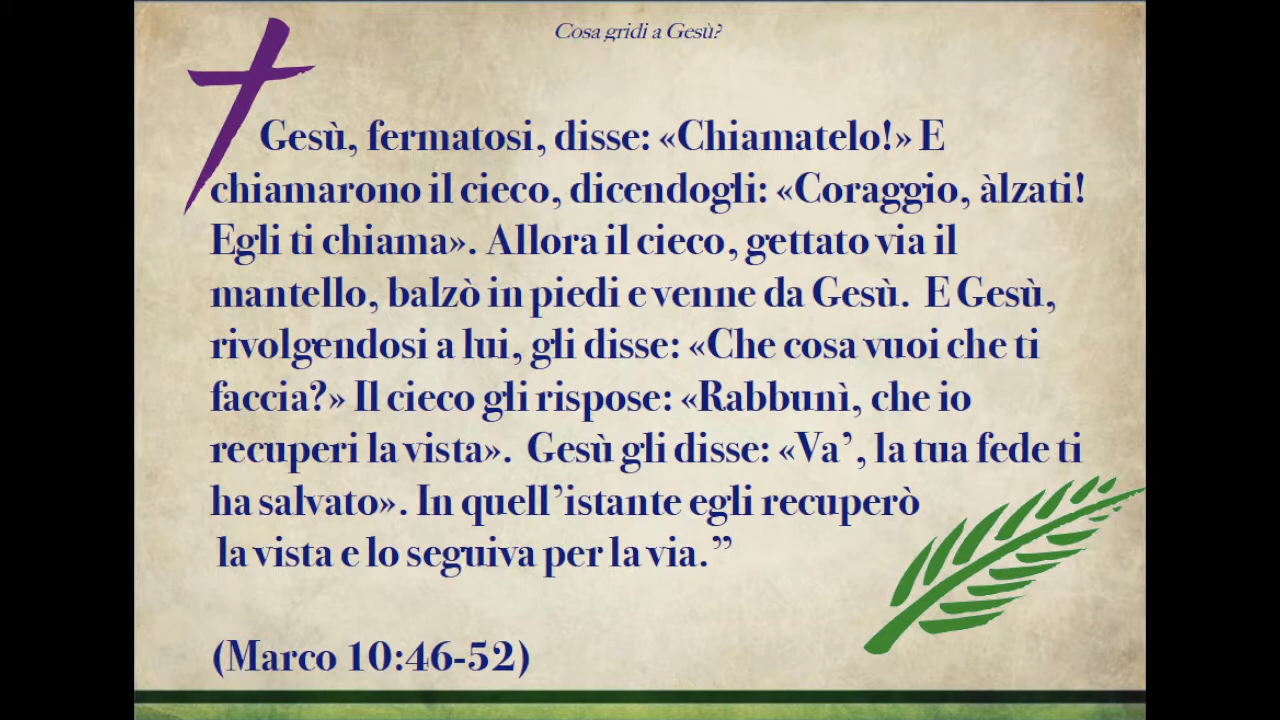 Cosa gridi a Gesù?
Gesù, fermatosi, disse: «Chiamatelo!» E
chiamarono il cieco, dicendogli: «Coraggio, àlzati!
Egli ti chiama». Allora il cieco, gettato via il
mantello, balzò in piedi e venne da Gesù.  E Gesù,
rivolgendosi a lui, gli disse: «Che cosa vuoi che ti
faccia?» Il cieco gli rispose: «Rabbunì, che io
recuperi la vista».  Gesù gli disse: «Va’, la tua fede ti
ha salvato». In quell’istante egli recuperò
la vista e lo seguiva per la via.”
(Marco 10:46-52)